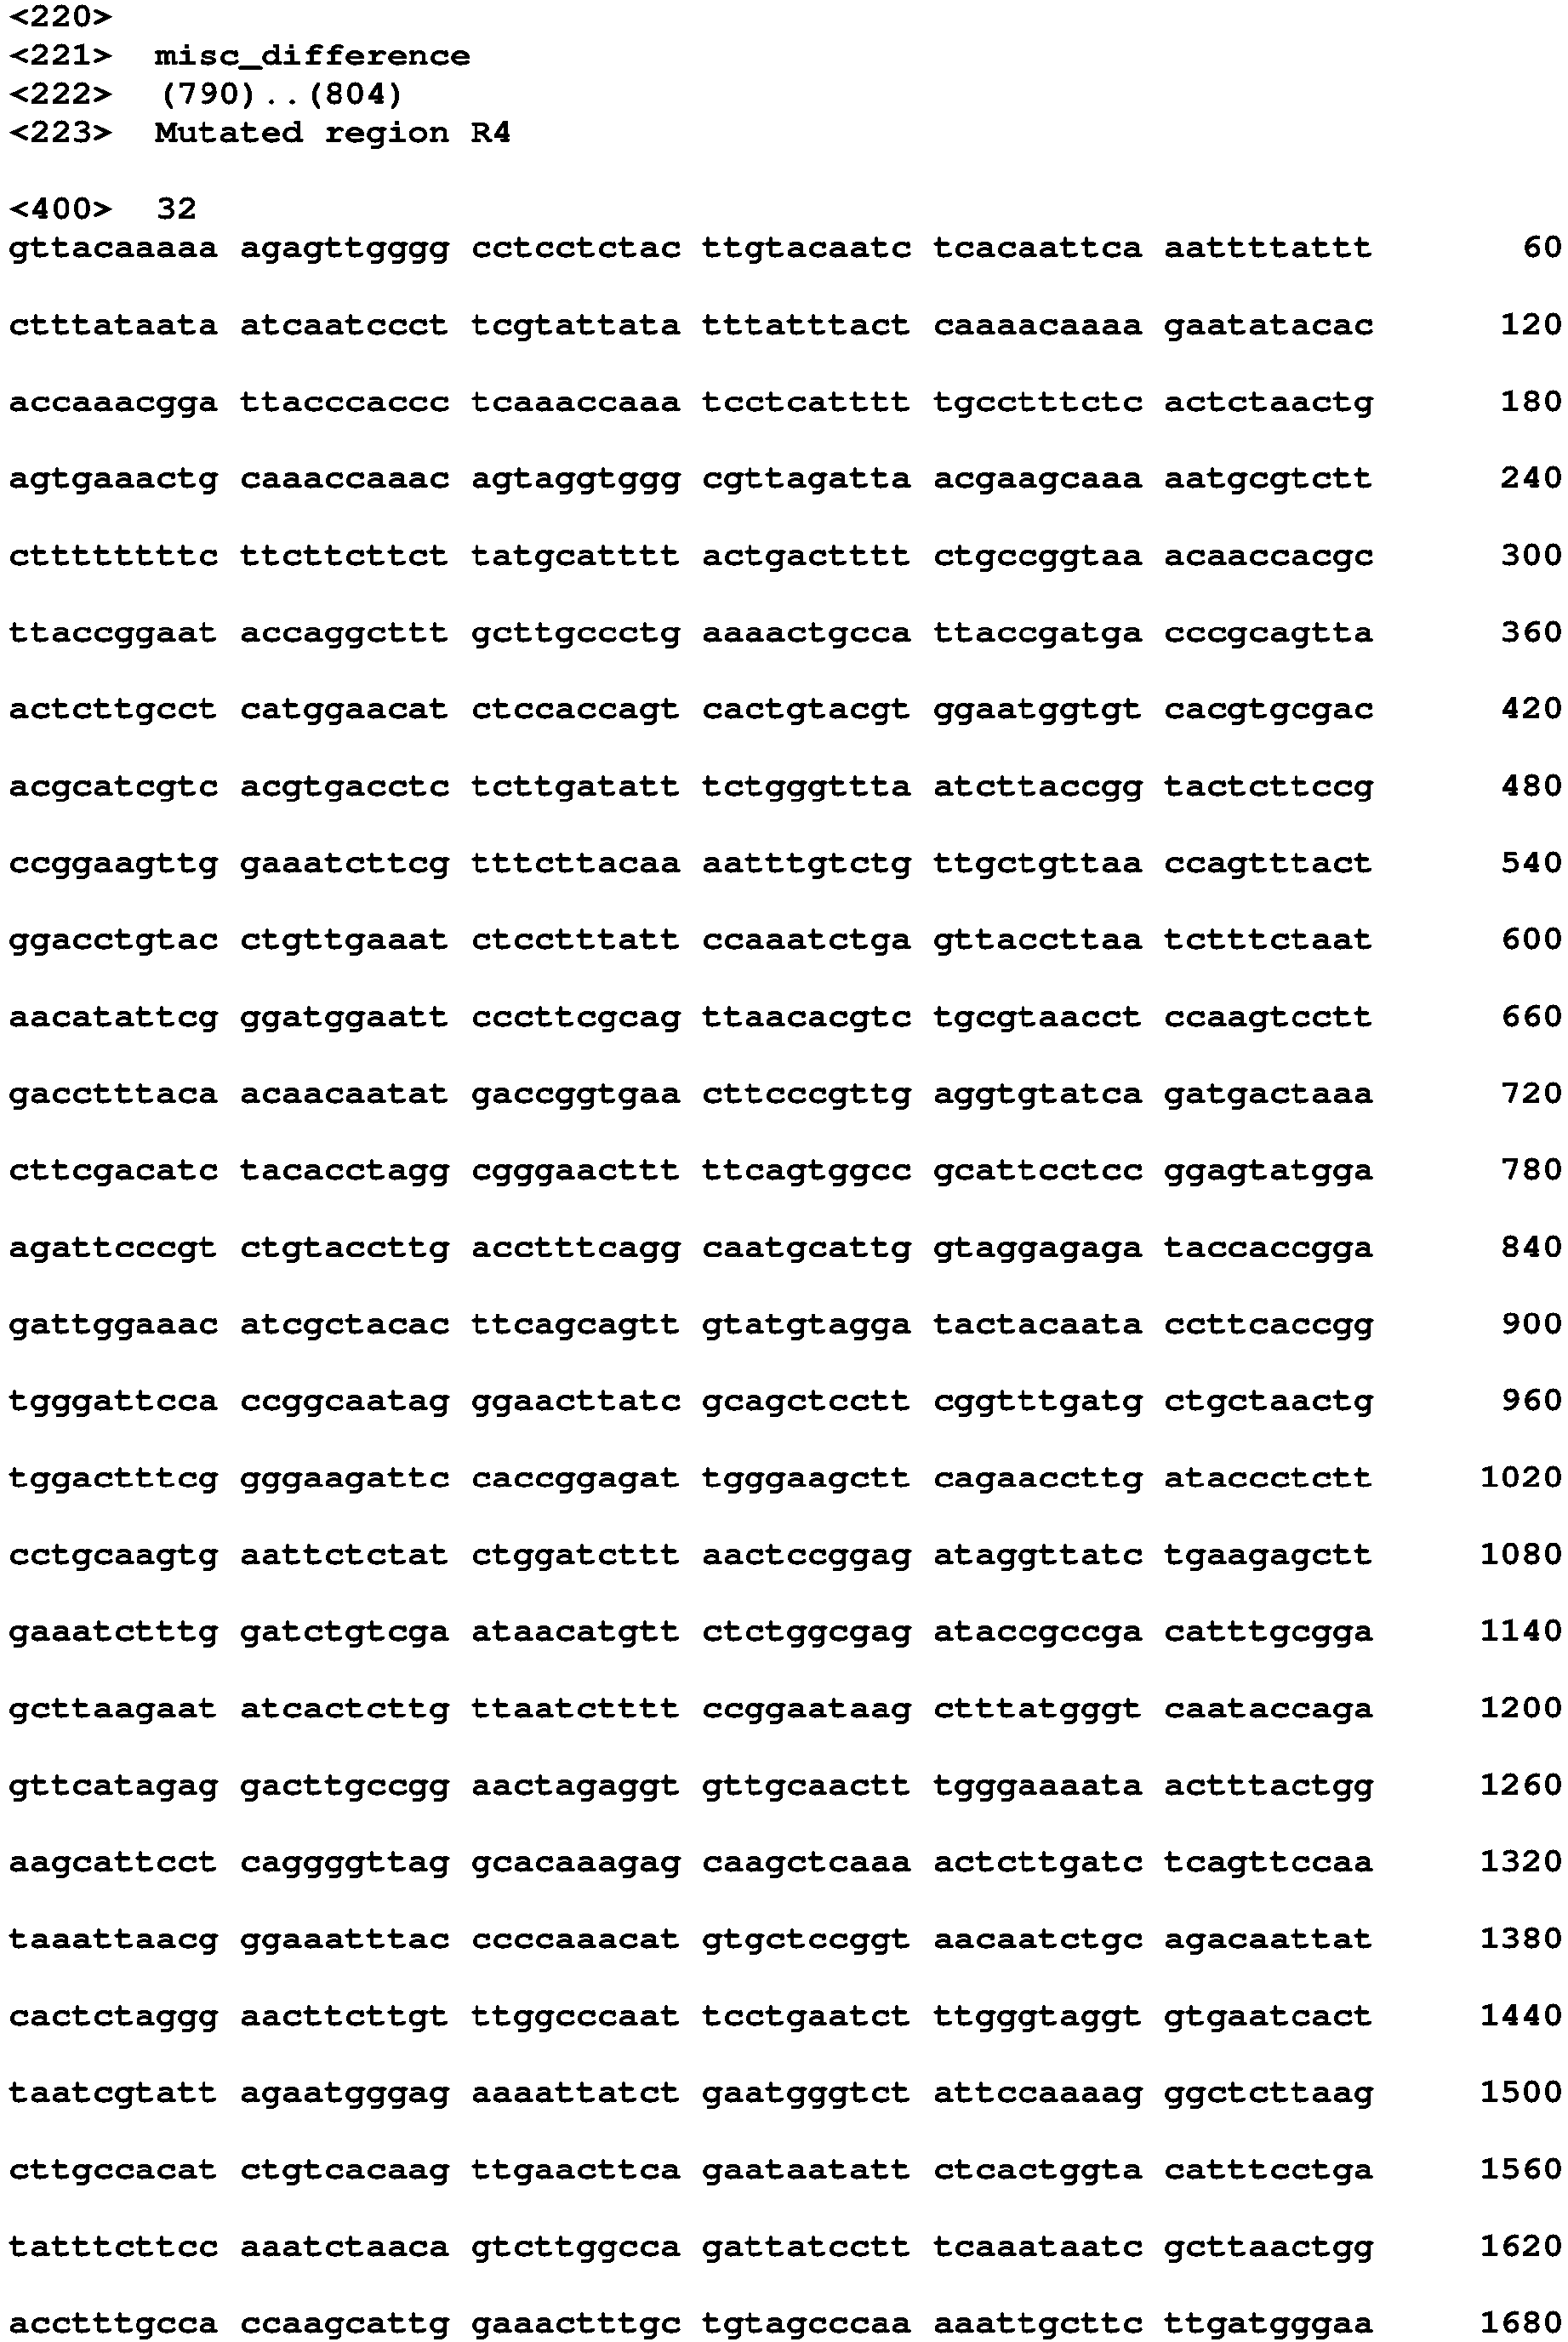 <220>
<221> misc_difference
<222> (790)..(804)
<223> Mutated region R4
<400> 32
gttacaaaaa agagttgggg cctcctctac ttgtacaatc tcacaattca aattttattt 60
ctttataata atcaatccct tcgtattata tttatttact caaaacaaaa gaatatacac 120
accaaacgga ttacccaccc tcaaaccaaa tcctcatttt tgcctttctc actctaactg 180
agtgaaactg caaaccaaac agtaggtggg cgttagatta acgaagcaaa aatgcgtctt 240
ctttttttttc ttcttcttct tatgcatttt actgactttt ctgccggtaa acaaccacgc 300
ttaccggaat accaggcttt gcttgccctg aaaactgcca ttaccgatga cccgcagtta 360
actcttgcct catggaacat ctccaccagt cactgtacgt ggaatggtgt cacgtgcgac 420
acgcatcgtc acgtgacctc tcttgatatt tctgggttta atcttaccgg tactcttccg 480
ccggaagttg gaaatcttcg tttcttacaa aatttgtctg ttgctgttaa ccagtttact 540
ggacctgtac ctgttgaaat ctcctttatt ccaaatctga gttaccttaa tctttctaat 600
aacatattcg ggatggaatt cccttcgcag ttaacacgtc tgcgtaacct ccaagtcctt 660
gacctttaca acaacaatat gaccggtgaa cttcccgttg aggtgtatca gatgactaaa 720
cttcgacatc tacacctagg cgggaacttt ttcagtggcc gcattcctcc ggagtatgga 780
agattcccgt ctgtaccttg acctttcagg caatgcattg gtaggagaga taccaccgga 840
gattggaaac atcgctacac ttcagcagtt gtatgtagga tactacaata ccttcaccgg 900
tgggattcca ccggcaatag ggaacttatc gcagctcctt cggtttgatg ctgctaactg 960
tggactttcg gggaagattc caccggagat tgggaagctt cagaaccttg ataccctctt 1020
cctgcaagtg aattctctat ctggatcttt aactccggag ataggttatc tgaagagctt 1080
gaaatctttg gatctgtcga ataacatgtt ctctggcgag ataccgccga catttgcgga 1140
gcttaagaat atcactcttg ttaatctttt ccggaataag ctttatgggt caataccaga 1200
gttcatagag gacttgccgg aactagaggt gttgcaactt tgggaaaata actttactgg 1260
aagcattcct caggggttag gcacaaagag caagctcaaa actcttgatc tcagttccaa 1320
taaattaacg ggaaatttac ccccaaacat gtgctccggt aacaatctgc agacaattat 1380
cactctaggg aacttcttgt ttggcccaat tcctgaatct ttgggtaggt gtgaatcact 1440
taatcgtatt agaatgggag aaaattatct gaatgggtct attccaaaag ggctcttaag 1500
cttgccacat ctgtcacaag ttgaacttca gaataatatt ctcactggta catttcctga 1560
tatttcttcc aaatctaaca gtcttggcca gattatcctt tcaaataatc gcttaactgg 1620
acctttgcca ccaagcattg gaaactttgc tgtagcccaa aaattgcttc ttgatgggaa 1680